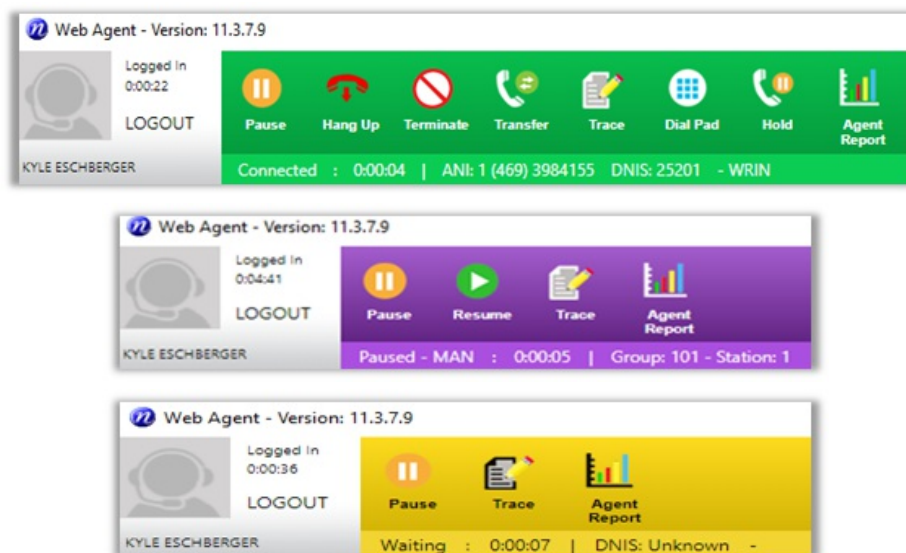 Web Agent - Version: 11.3.7.9
Logged In
0:00:22
LOGOUT
KYLE ESCHBERGER
Pause Hang Up Terminate Transfer Trace Dial Pad Hold Agent Report
Connected : 0:00:04 | ANI: 1 (469) 3984155 DNIS: 25201 - WRIN
Web Agent - Version: 11.3.7.9
Logged In
0:04:41
LOGOUT
KYLE ESCHBERGER
Pause Resume Trace Agent Report
Paused - MAN : 0:00:05 | Group: 101 - Station: 1
Web Agent - Version: 11.3.7.9
Logged In
0:00:36
LOGOUT
KYLE ESCHBERGER
Pause Trace Agent Report
Waiting : 0:00:07 | DNIS: Unknown -